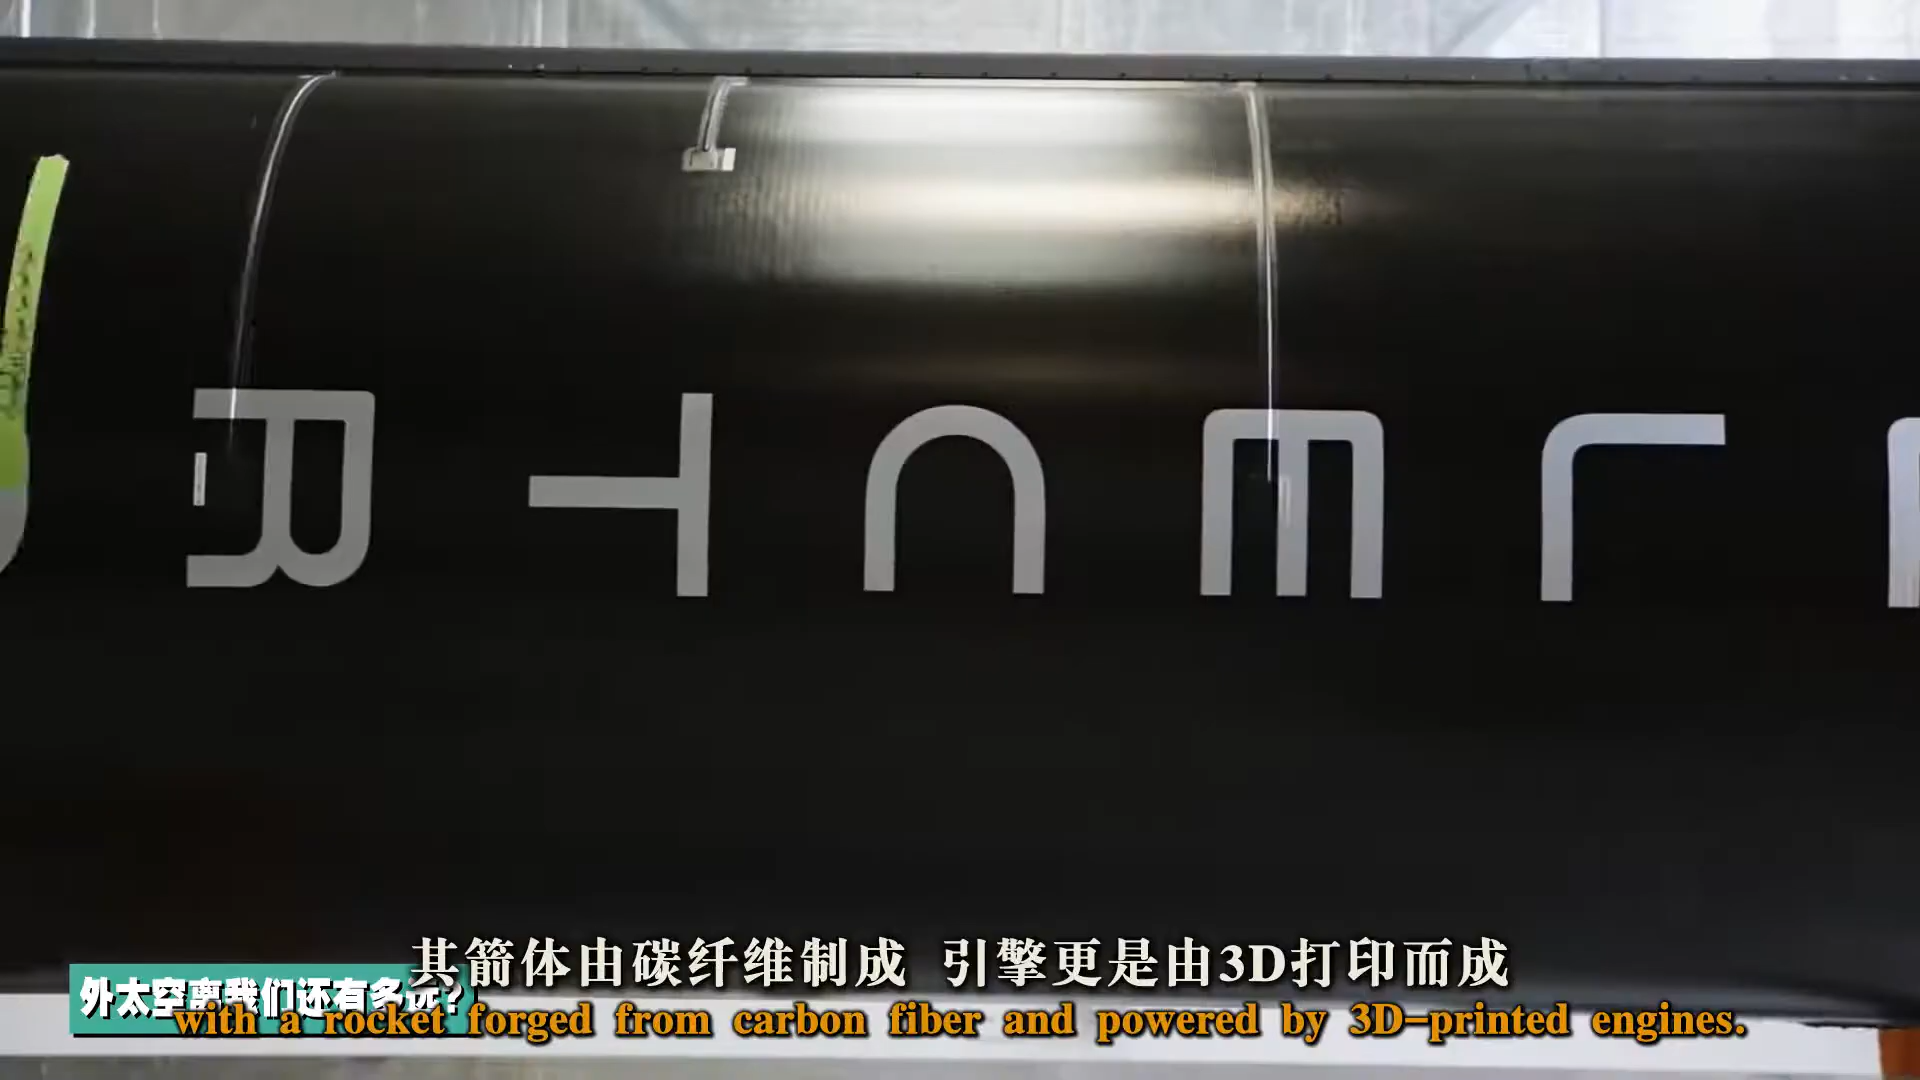 LECTR
其箭体由碳纤维制成 引擎更是由3D打印而成
外太空离我们还有多远?
with a rocket forged from carbon fiber and powered by 3D-printed engines.